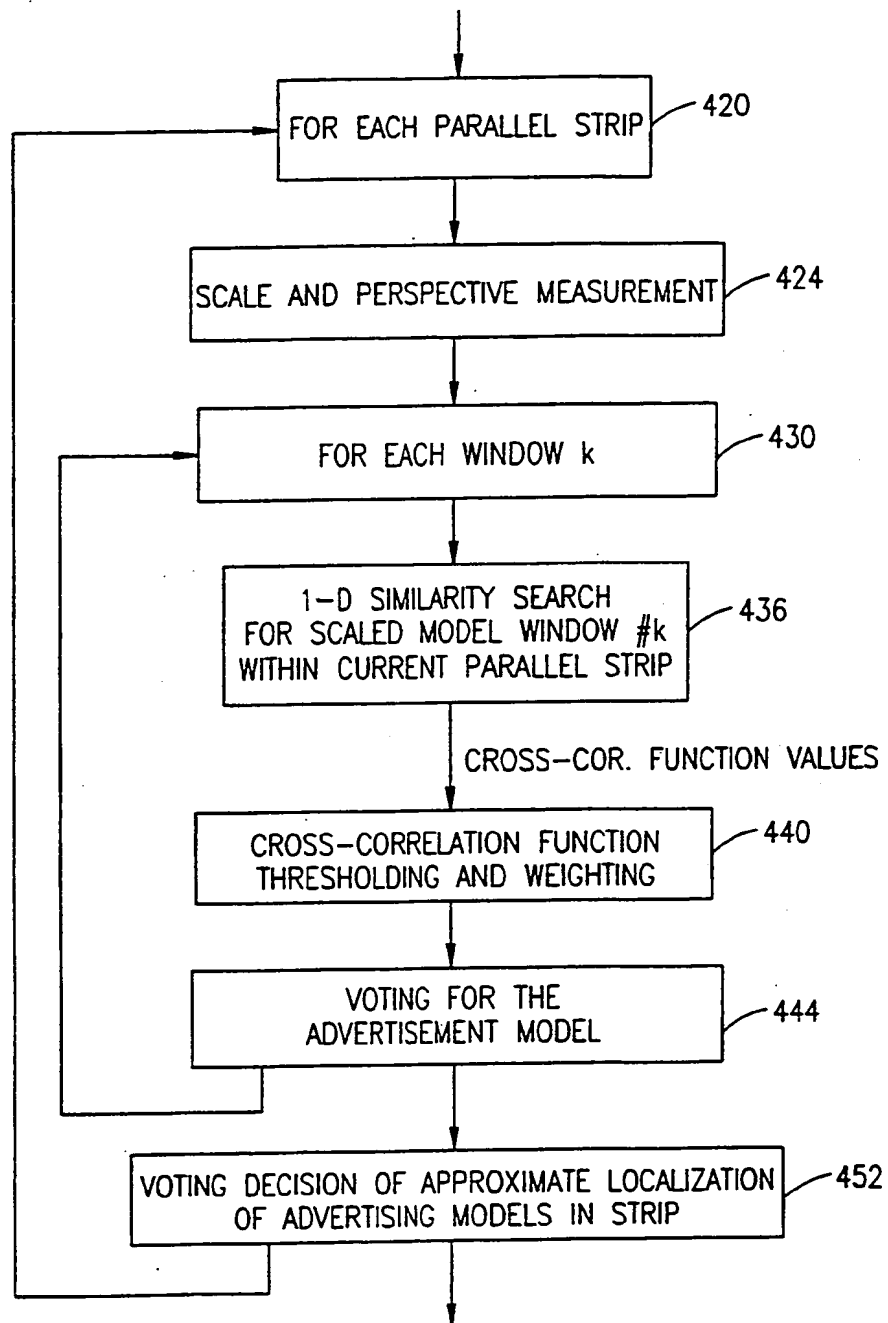 FOR EACH PARALLEL STRIP
420
SCALE AND PERSPECTIVE MEASUREMENT
424
FOR EACH WINDOW k
430
1-D SIMILARITY SEARCH
FOR SCALED MODEL WINDOW #k
WITHIN CURRENT PARALLEL STRIP
436
CROSS-COR. FUNCTION VALUES
CROSS-CORRELATION FUNCTION
THRESHOLDING AND WEIGHTING
440
VOTING FOR THE
ADVERTISEMENT MODEL
444
VOTING DECISION OF APPROXIMATE LOCALIZATION
OF ADVERTISING MODELS IN STRIP
452